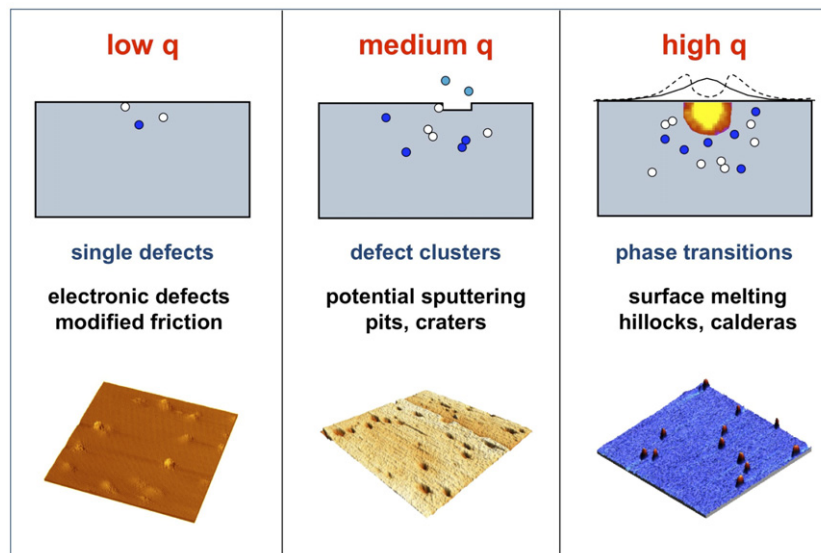 low q
single defects
electronic defects
modified friction
medium q
defect clusters
potential sputtering
pits, craters
high q
phase transitions
surface melting
hillocks, calderas